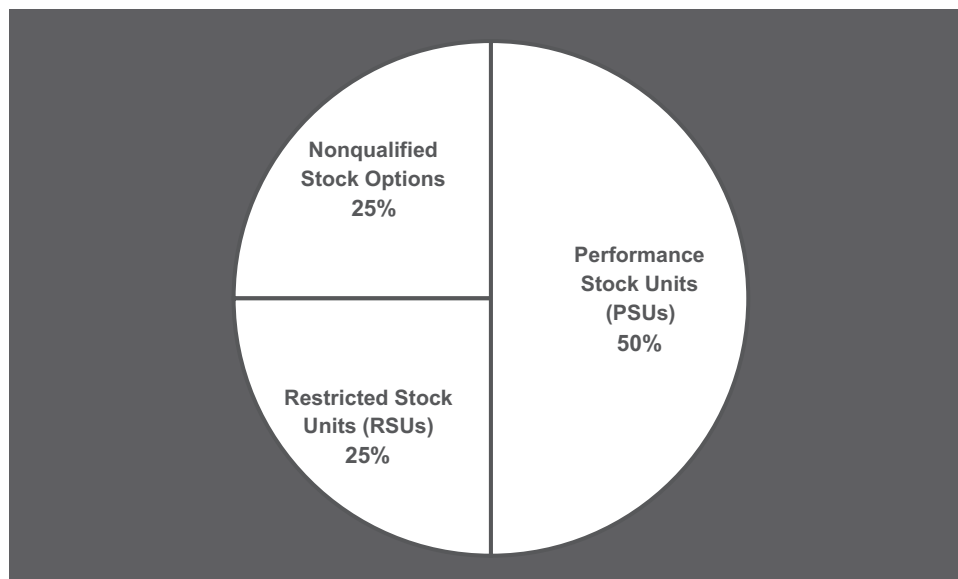 Nonqualified
Stock Options
25%
Performance
Stock Units
(PSUs)
50%
Restricted Stock
Units (RSUs)
25%